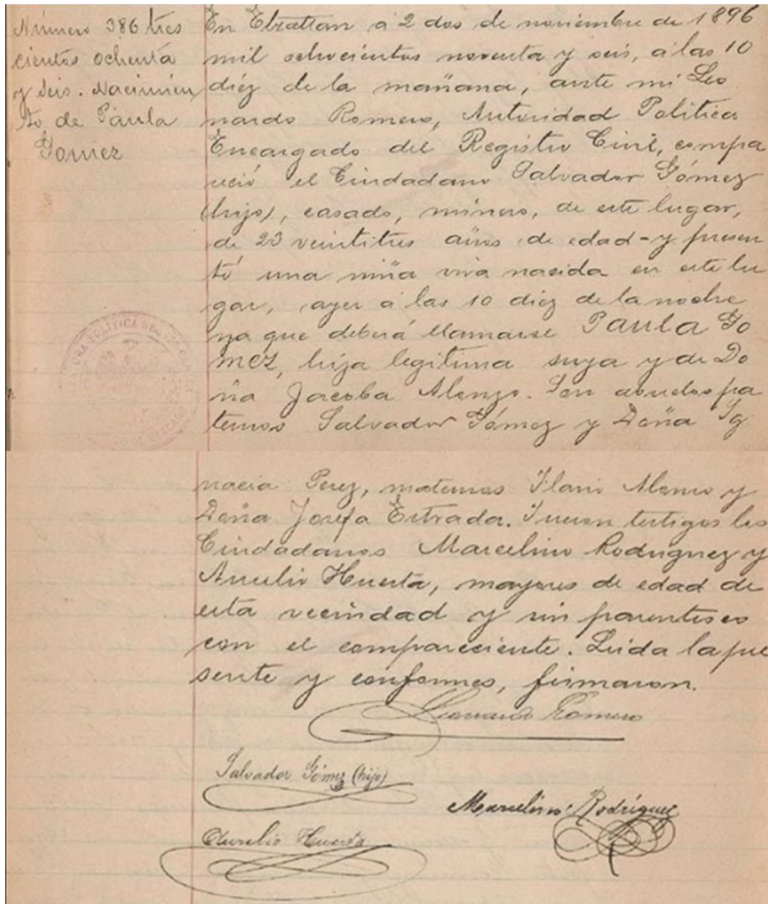 Número 386 tres
cientos ochenta
y seis. Nacimien
to de Paula
Gomez
En Etzatlan á 2 dos de noviembre de 1896
mil ochocientos noventa y seis, á las 10
diez de la mañana, ante mi Leo
nardo Romero, Autoridad Política
Encargado del Registro Civil, compa
reció el Ciudadano Salvador Gómez
(hijo), casado, minero, de este lugar,
de 23 veintitres años de edad - y presen
tó una niña viva nacida en este lu
gar, ayer á las 10 diez de la noche
ya que deberá llamarse Paula Go
mez, hija legítima suya y de Do
ña Jacoba Alonzo. Son abuelos pa
ternos Salvador Gómez y Doña Ig
nacia Perez, maternos Alonzo y
Doña Josefa Estrada. Fueron testigos los
Ciudadanos Marcelino Rodriguez y
Aurelio Huerta, mayores de edad de
esta vecindad y sin parentesco
con el compareciente. Leida la pre
sente y conformes, firmaron.
Leonardo Romero
Salvador Gómez (hijo)
Marcelino Rodríguez
Aurelio Huerta